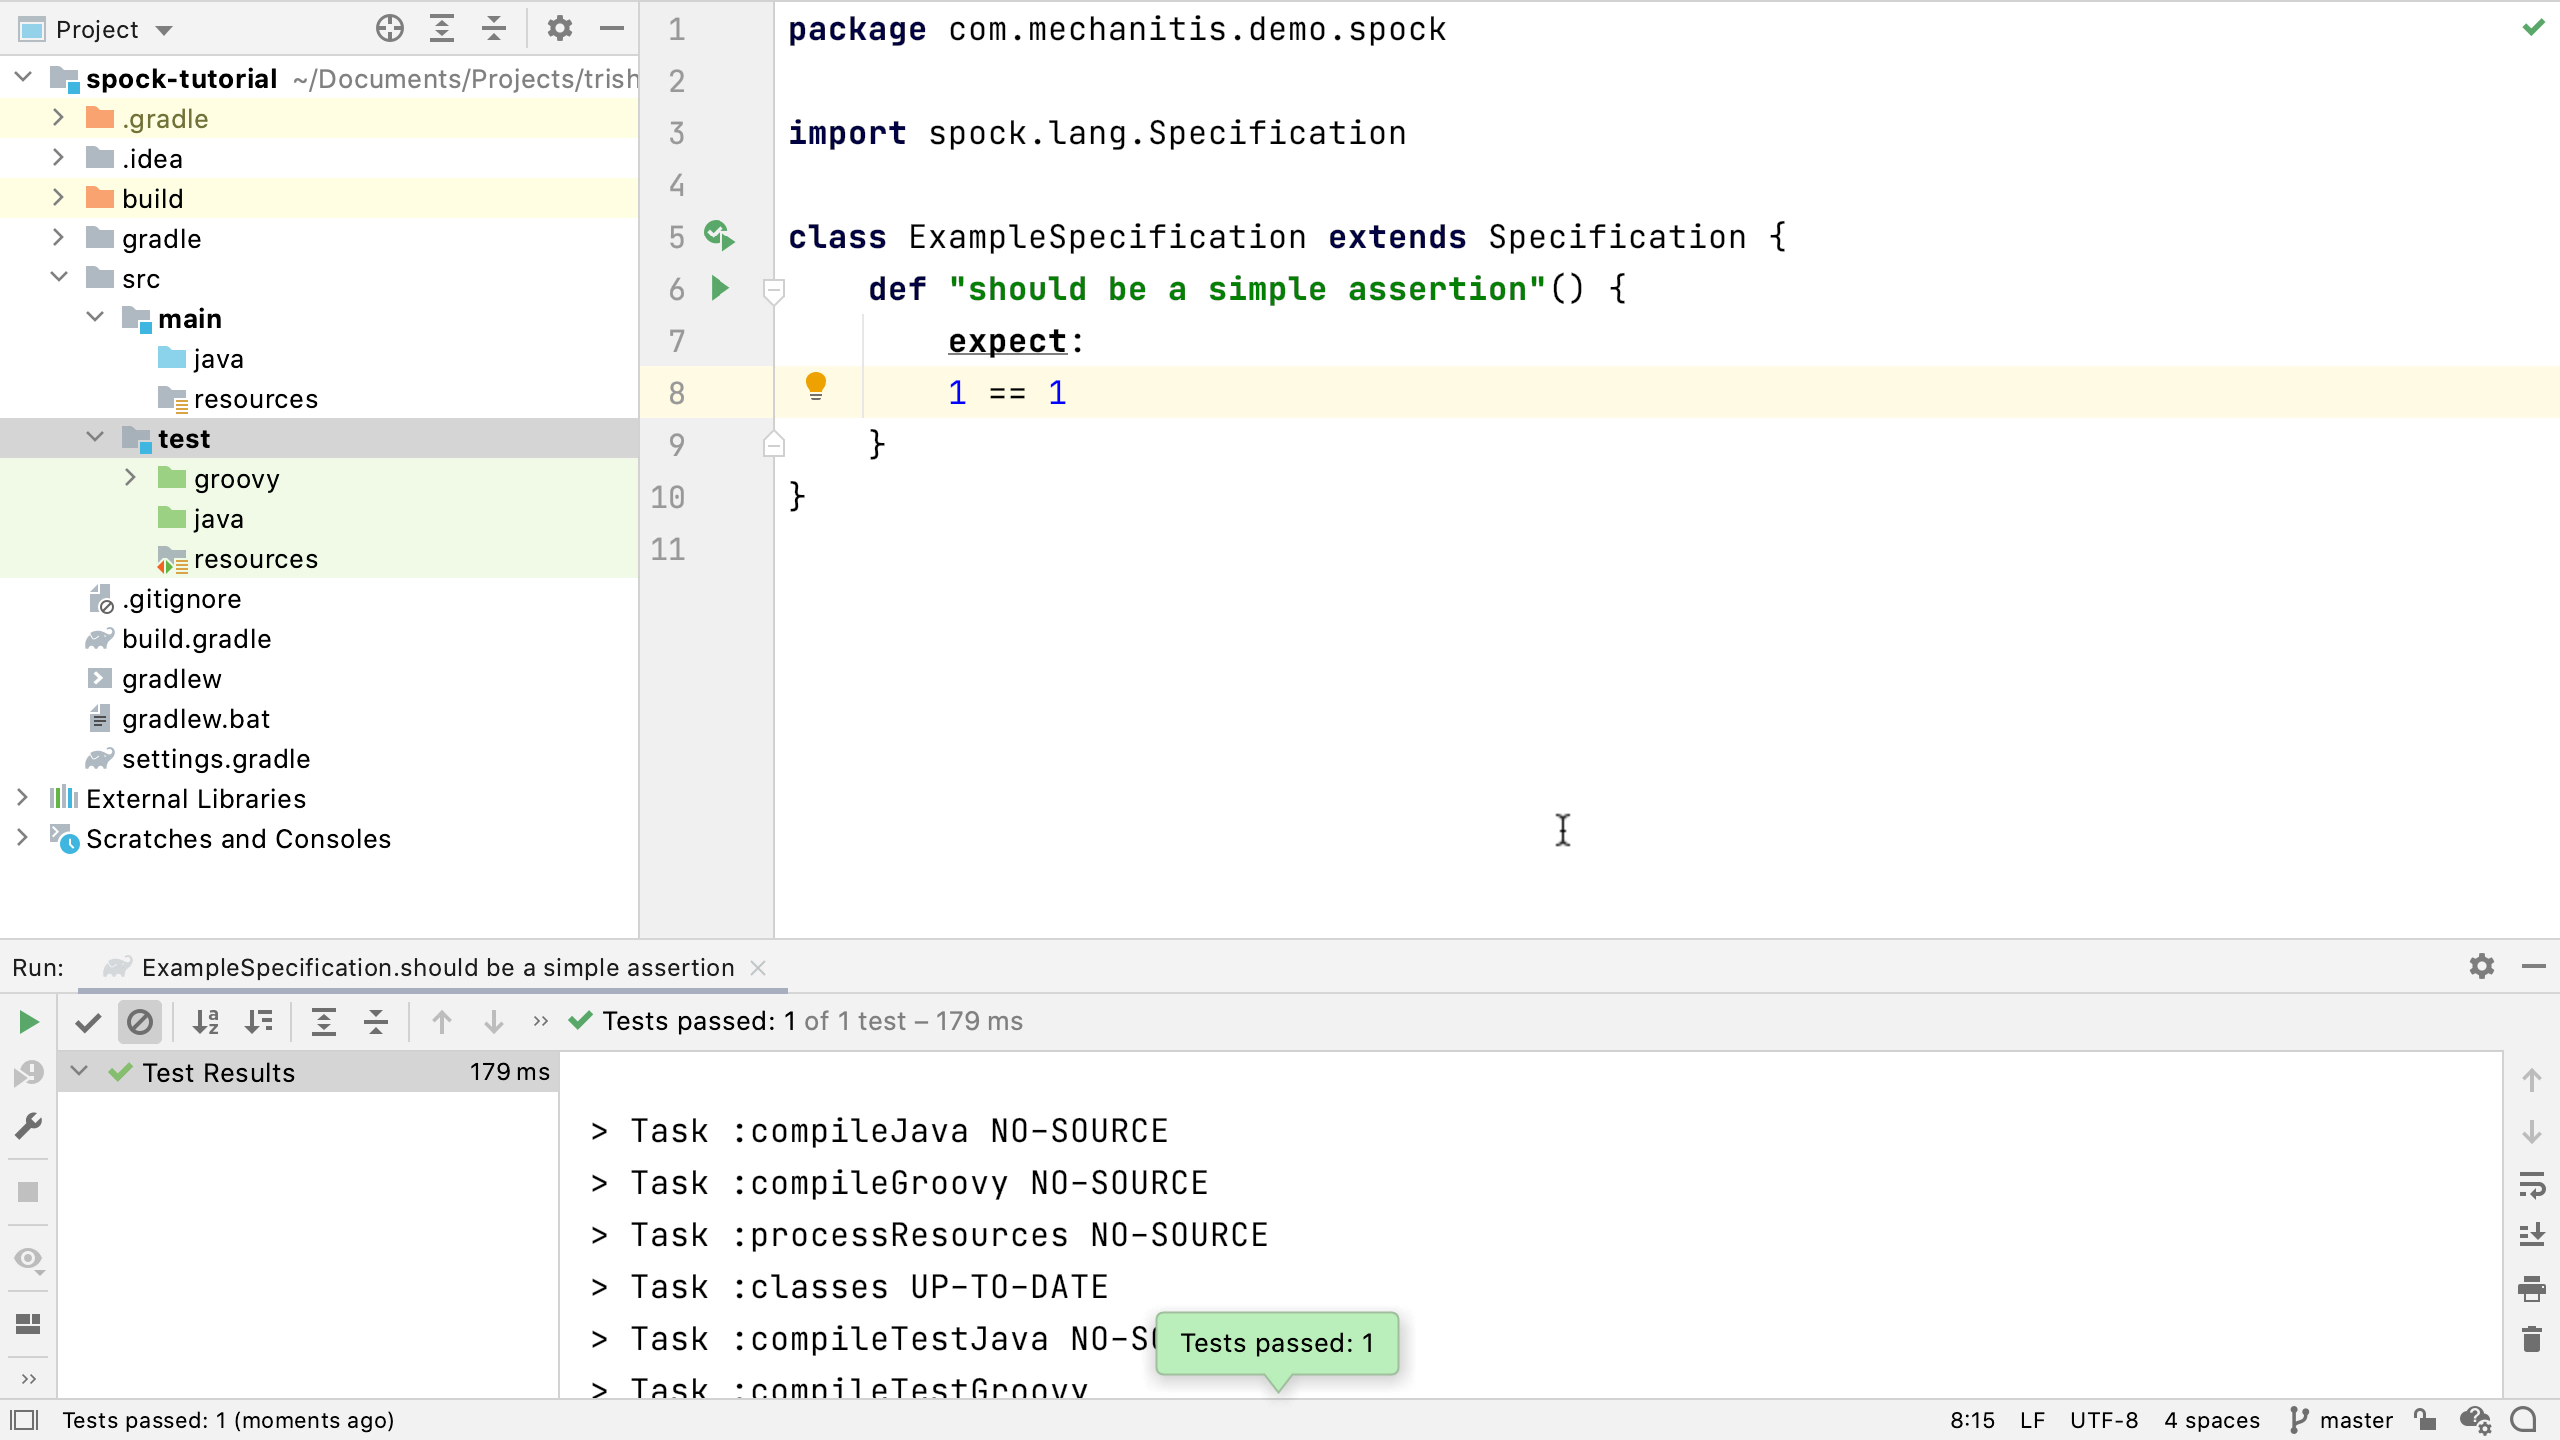 Project
spock-tutorial ~/Documents/Projects/trish
.gradle
.idea
build
gradle
src
main
java
resources
test
groovy
java
resources
.gitignore
build.gradle
gradlew
gradlew.bat
settings.gradle
External Libraries
Scratches and Consoles
1 package com.mechanitis.demo.spock
2
3 import spock.lang.Specification
4
5 class ExampleSpecification extends Specification {
6 def "should be a simple assertion"() {
7 expect:
8 1 == 1
9 }
10 }
11
Run: ExampleSpecification.should be a simple assertion
Tests passed: 1 of 1 test – 179 ms
Test Results 179 ms
> Task :compileJava NO-SOURCE
> Task :compileGroovy NO-SOURCE
> Task :processResources NO-SOURCE
> Task :classes UP-TO-DATE
> Task :compileTestJava NO-SO
Tests passed: 1
> Task :compileTestGroovy
Tests passed: 1 (moments ago)
8:15 LF UTF-8 4 spaces master